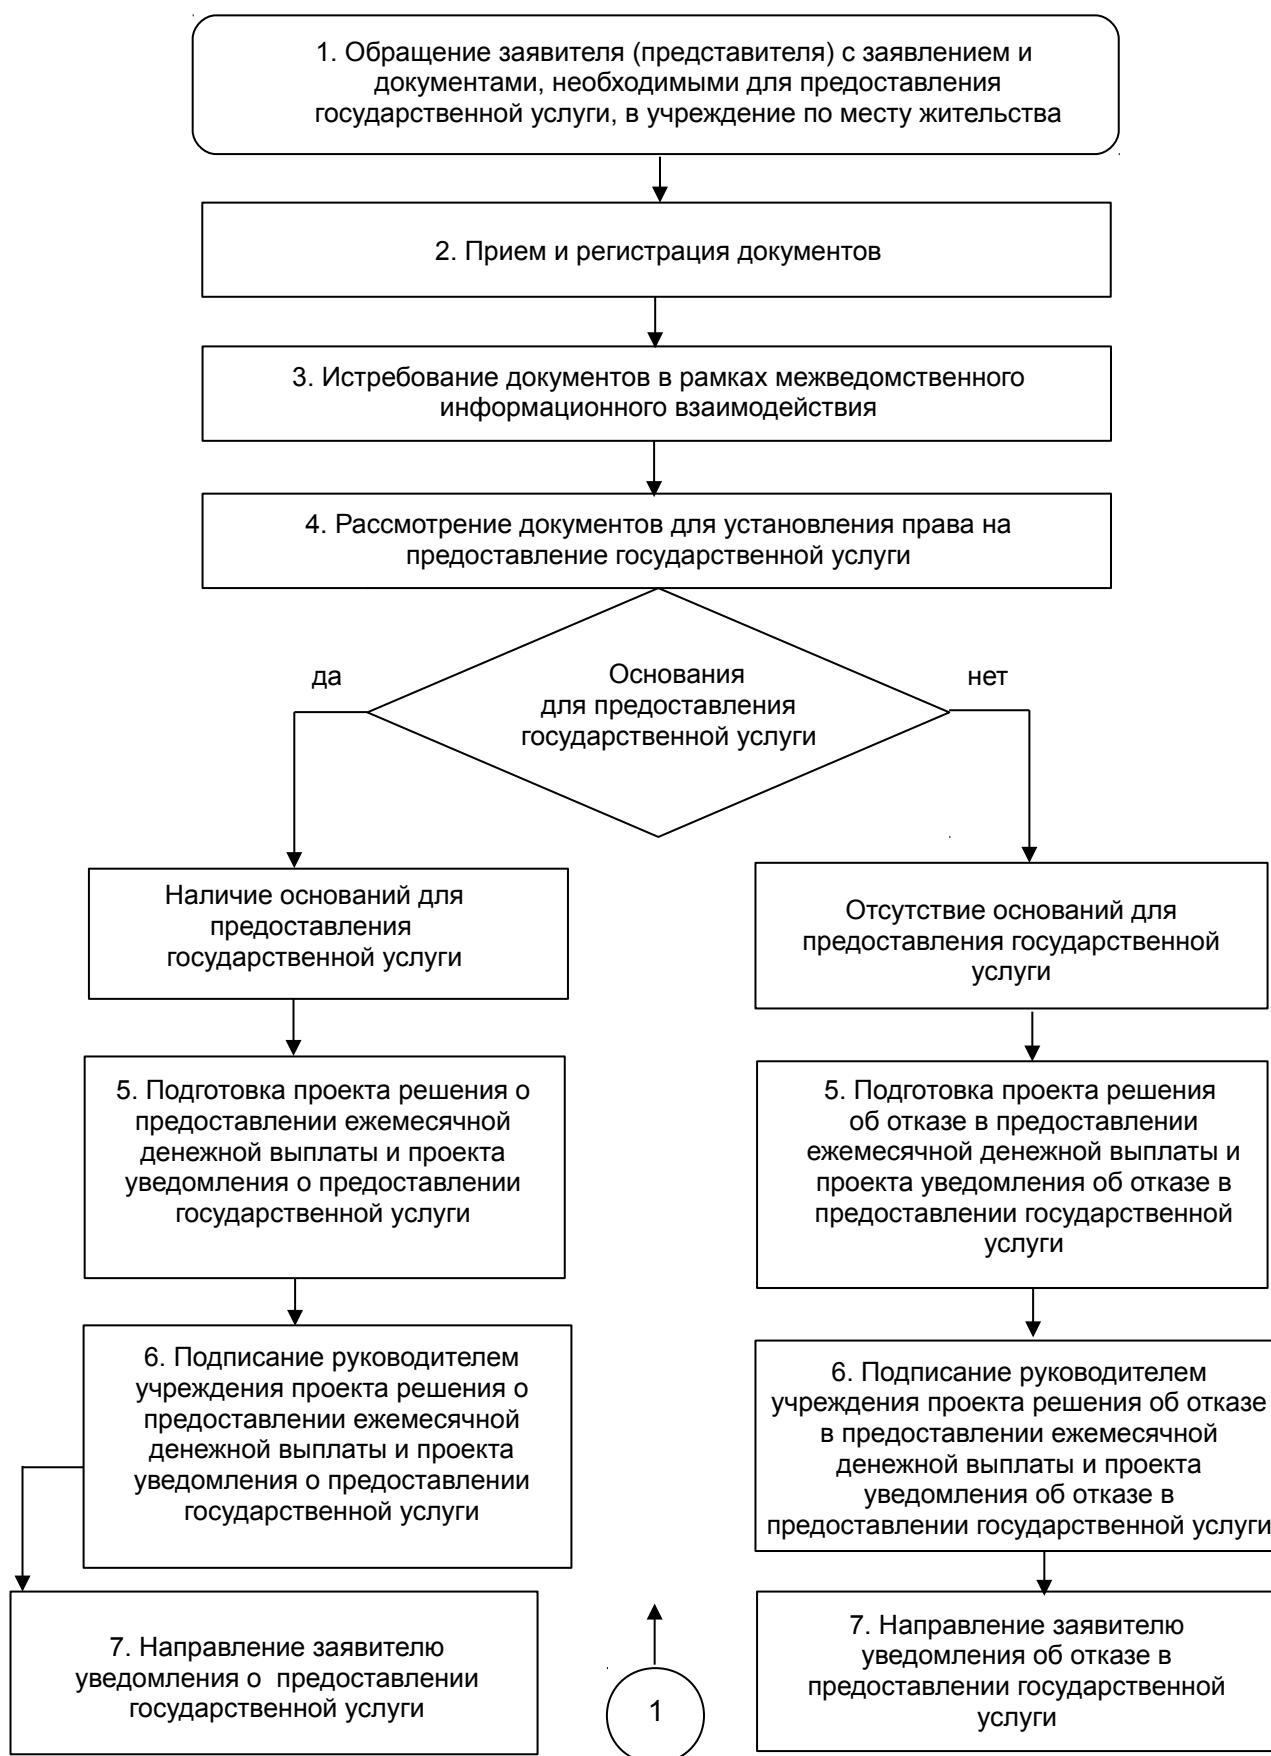 1. Обращение заявителя (представителя) с заявлением и
документами, необходимыми для предоставления
государственной услуги, в учреждение по месту жительства
2. Прием и регистрация документов
3. Истребование документов в рамках межведомственного
информационного взаимодействия
4. Рассмотрение документов для установления права на
предоставление государственной услуги
да
Основания
для предоставления
государственной услуги
нет
Наличие оснований для
предоставления
государственной услуги
Отсутствие оснований для
предоставления государственной
услуги
5. Подготовка проекта решения о
предоставлении ежемесячной
денежной выплаты и проекта
уведомления о предоставлении
государственной услуги
5. Подготовка проекта решения
об отказе в предоставлении
ежемесячной денежной выплаты и
проекта уведомления об отказе в
предоставлении государственной
услуги
6. Подписание руководителем
учреждения проекта решения о
предоставлении ежемесячной
денежной выплаты и проекта
уведомления о предоставлении
государственной услуги
6. Подписание руководителем
учреждения проекта решения об отказе
в предоставлении ежемесячной
денежной выплаты и проекта
уведомления об отказе в
предоставлении государственной услуги
7. Направление заявителю
уведомления о предоставлении
государственной услуги
1
7. Направление заявителю
уведомления об отказе в
предоставлении государственной
услуги